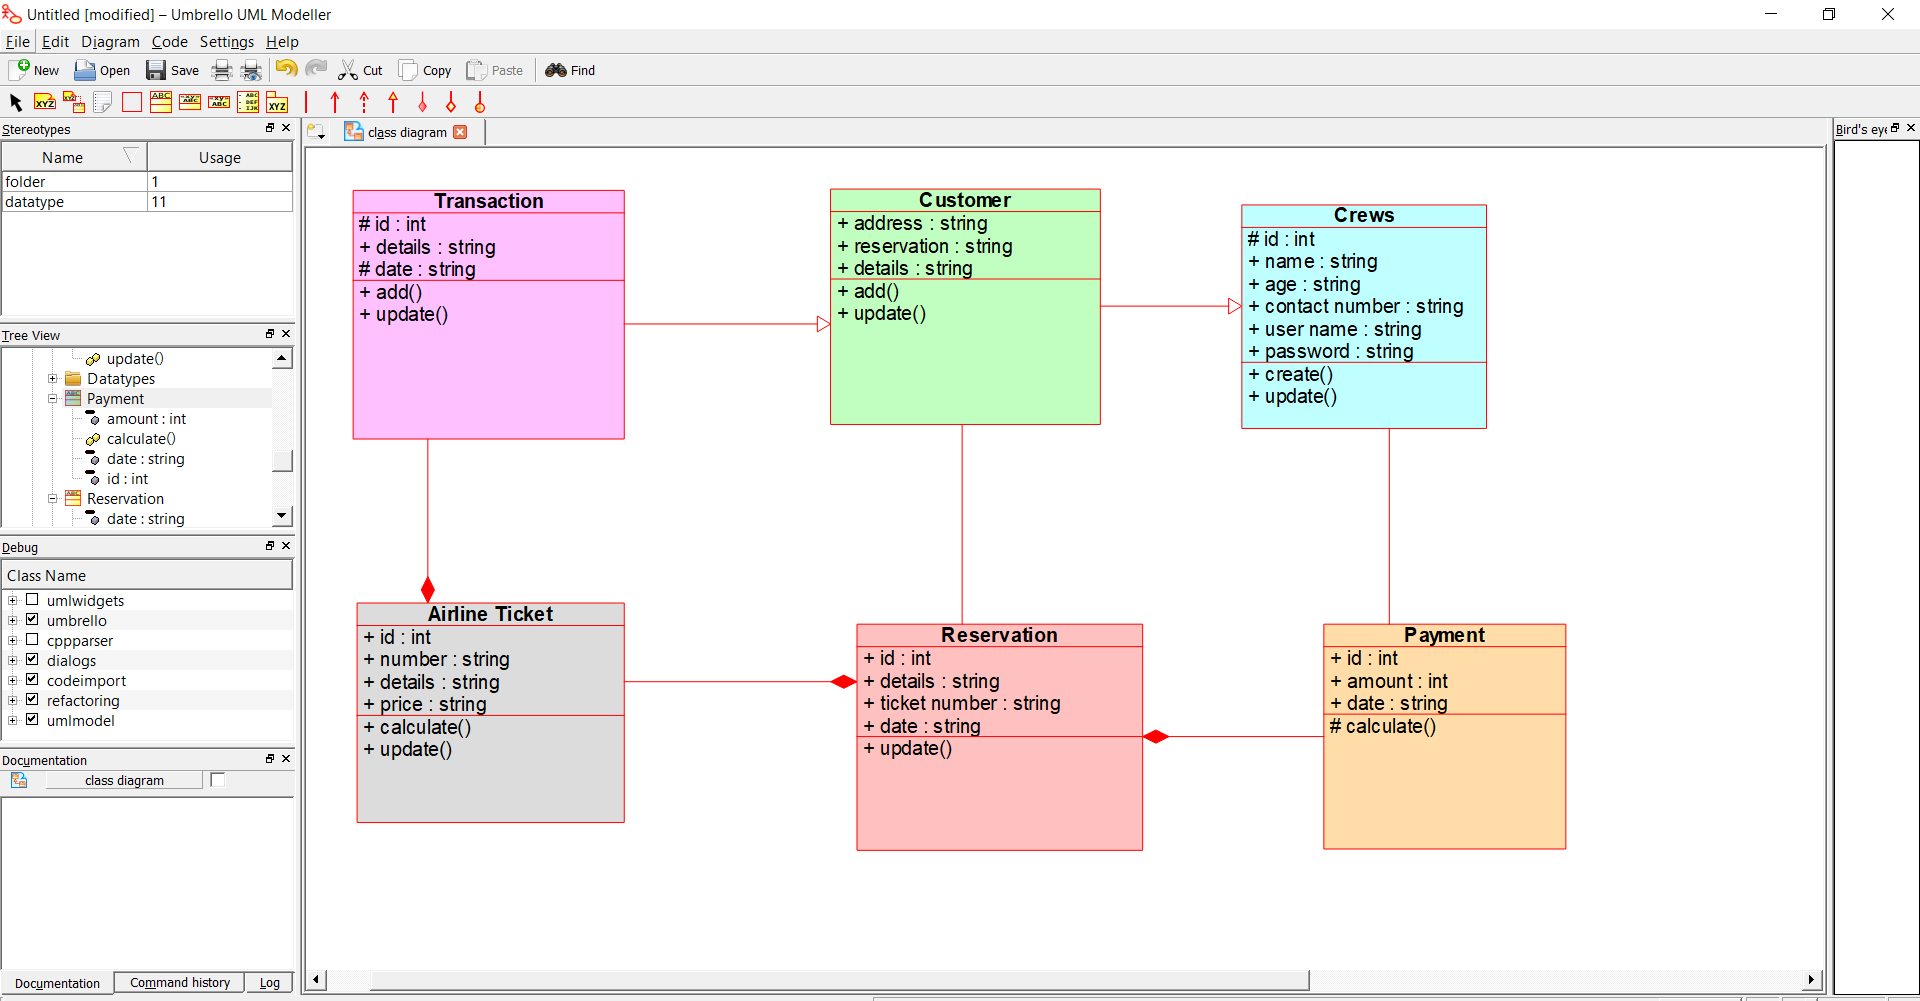 Untitled [modified] – Umbrello UML Modeller
File Edit Diagram Code Settings Help
New Open Save Cut Copy Paste Find
Stereotypes
Name Usage
folder 1
datatype 11
Tree View
update()
Datatypes
Payment
amount : int
calculate()
date : string
id : int
Reservation
date : string
Debug
Class Name
umlwidgets
umbrello
cppparser
dialogs
codeimport
refactoring
umlmodel
Documentation
class diagram
Documentation Command history Log
class diagram
Transaction
# id : int
+ details : string
# date : string
+ add()
+ update()
Customer
+ address : string
+ reservation : string
+ details : string
+ add()
+ update()
Crews
# id : int
+ name : string
+ age : string
+ contact number : string
+ user name : string
+ password : string
+ create()
+ update()
Airline Ticket
+ id : int
+ number : string
+ details : string
+ price : string
+ calculate()
+ update()
Reservation
+ id : int
+ details : string
+ ticket number : string
+ date : string
+ update()
Payment
+ id : int
+ amount : int
+ date : string
# calculate()
Bird's eye